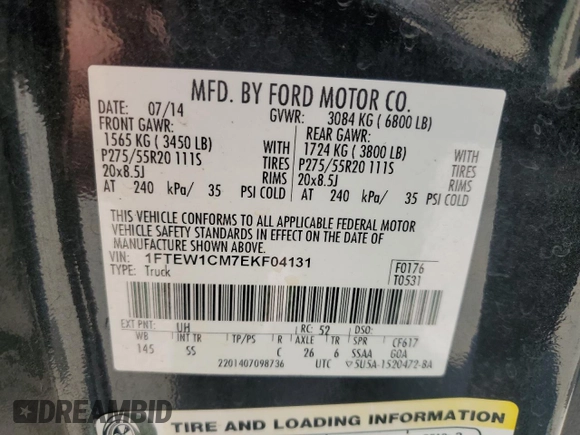 MFD. BY FORD MOTOR CO.
DATE: 07/14 GVWR: 3084 KG ( 6800 LB)
FRONT GAWR: REAR GAWR:
1565 KG ( 3450 LB) WITH 1724 KG ( 3800 LB) WITH
P275/55R20 111S TIRES P275/55R20 111S TIRES
20x8.5J RIMS 20x8.5J RIMS
AT 240 kPa/ 35 PSI COLD AT 240 kPa/ 35 PSI COLD
THIS VEHICLE CONFORMS TO ALL APPLICABLE FEDERAL MOTOR
VEHICLE SAFETY STANDARDS IN EFFECT ON THE DATE OF
MANUFACTURE SHOWN ABOVE.
VIN: 1FTEW1CM7EKF04131 F0176
TYPE: Truck T0531
EXT PNT: UH RC: 52 DSO:
WB INT TR TP/PS R AXLE TR SPR CF617
145 SS C 26 6 SSAA GOA
2201407098736 UTC 5U5A-1520472-BA
TIRE AND LOADING INFORMATION
DREAMBID